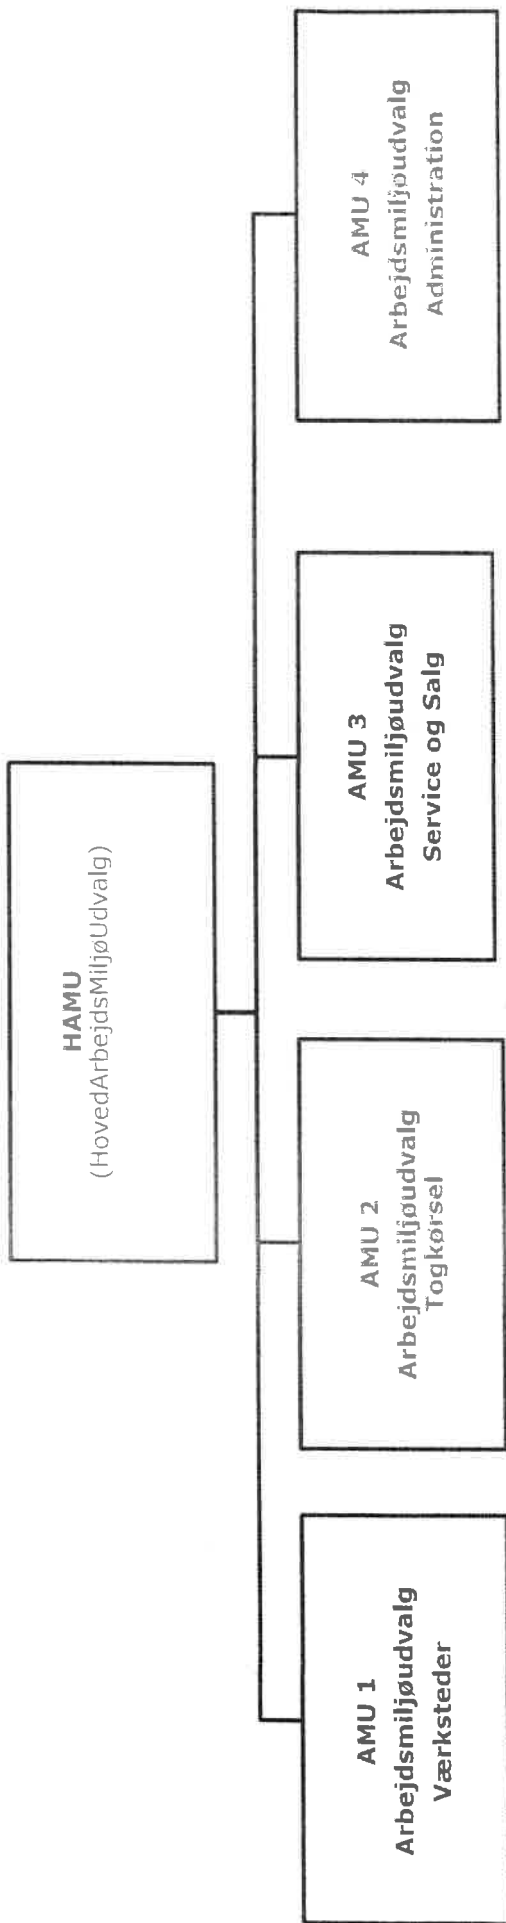 HAMU
(HovedArbejdsMiljøUdvalg)
AMU 1
Arbejdsmiljøudvalg
Værksteder
AMU 2
Arbejdsmiljøudvalg
Togkørsel
AMU 3
Arbejdsmiljøudvalg
Service og Salg
AMU 4
Arbejdsmiljøudvalg
Administration